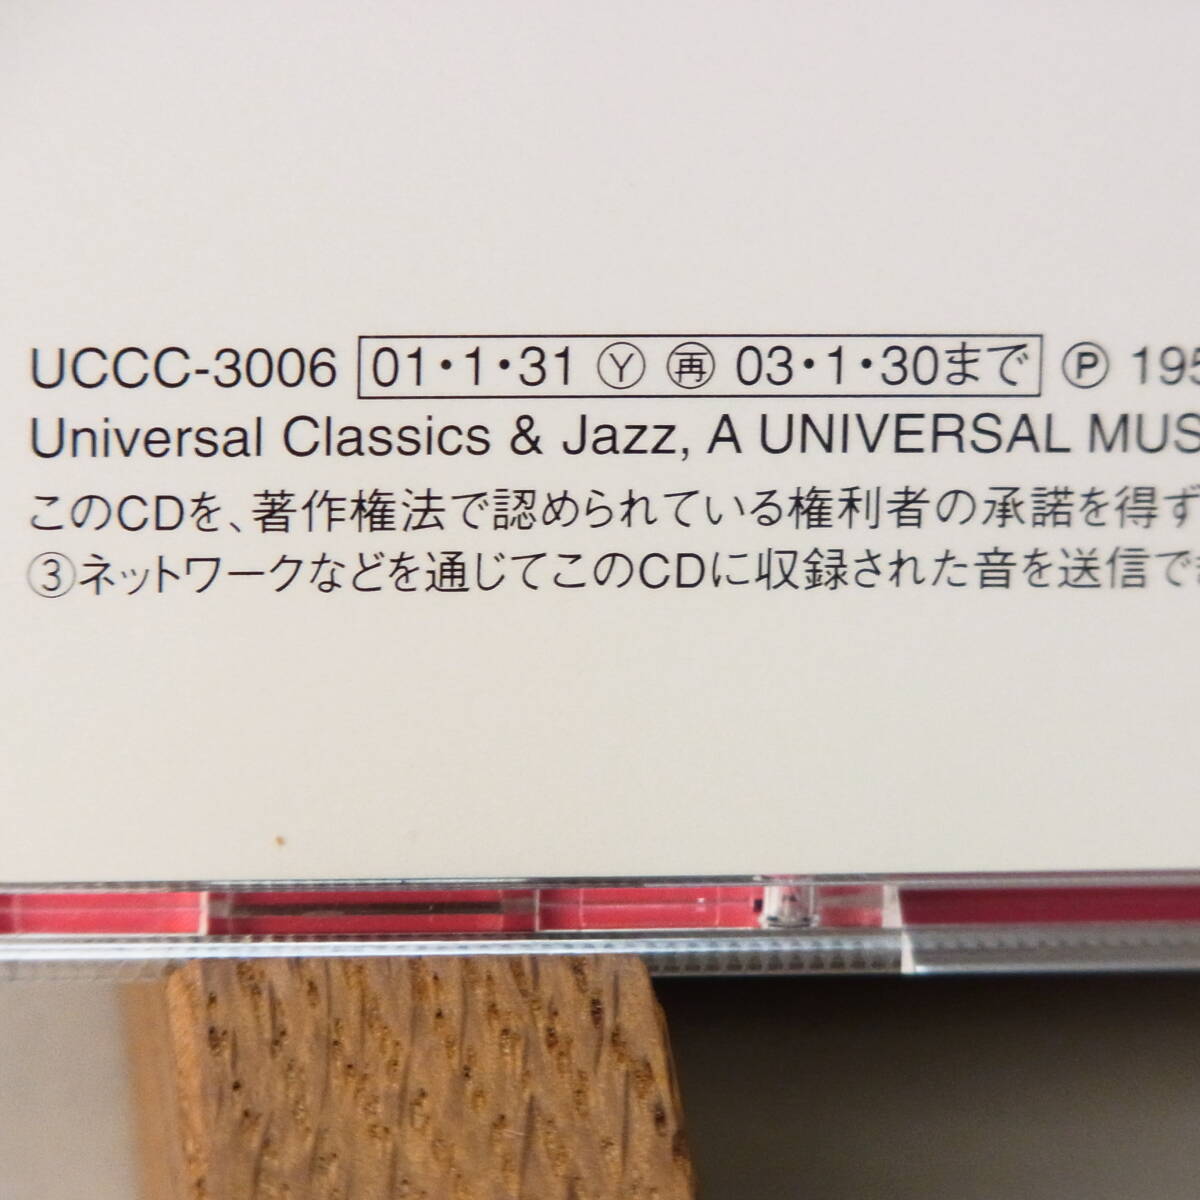 UCCC-3006 01・1・31 Ⓨ ㊢ 03・1・30まで Ⓟ 195
Universal Classics & Jazz, A UNIVERSAL MUS
このCDを、著作権法で認められている権利者の承諾を得ず
③ネットワークなどを通じてこのCDに収録された音を送信でき